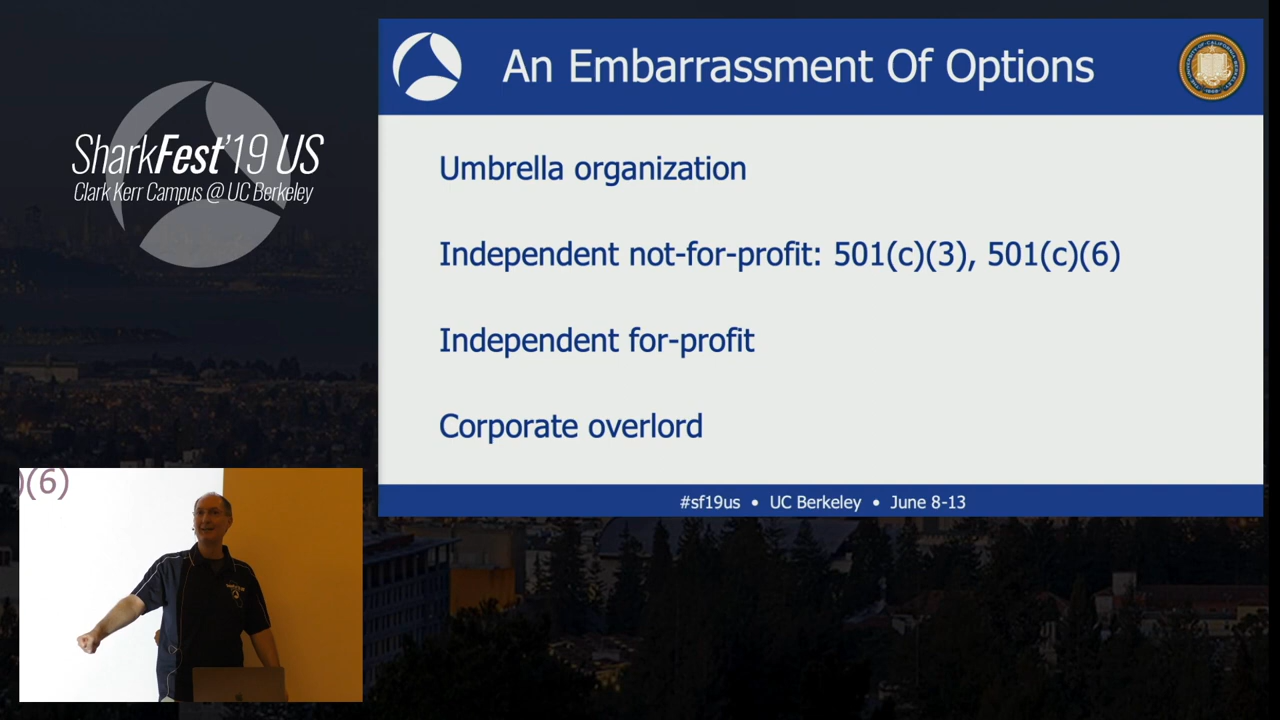 SharkFest'19 US
Clark Kerr Campus @ UC Berkeley
An Embarrassment Of Options
Umbrella organization
Independent not-for-profit: 501(c)(3), 501(c)(6)
Independent for-profit
Corporate overlord
#sf19us • UC Berkeley • June 8-13
)(6)